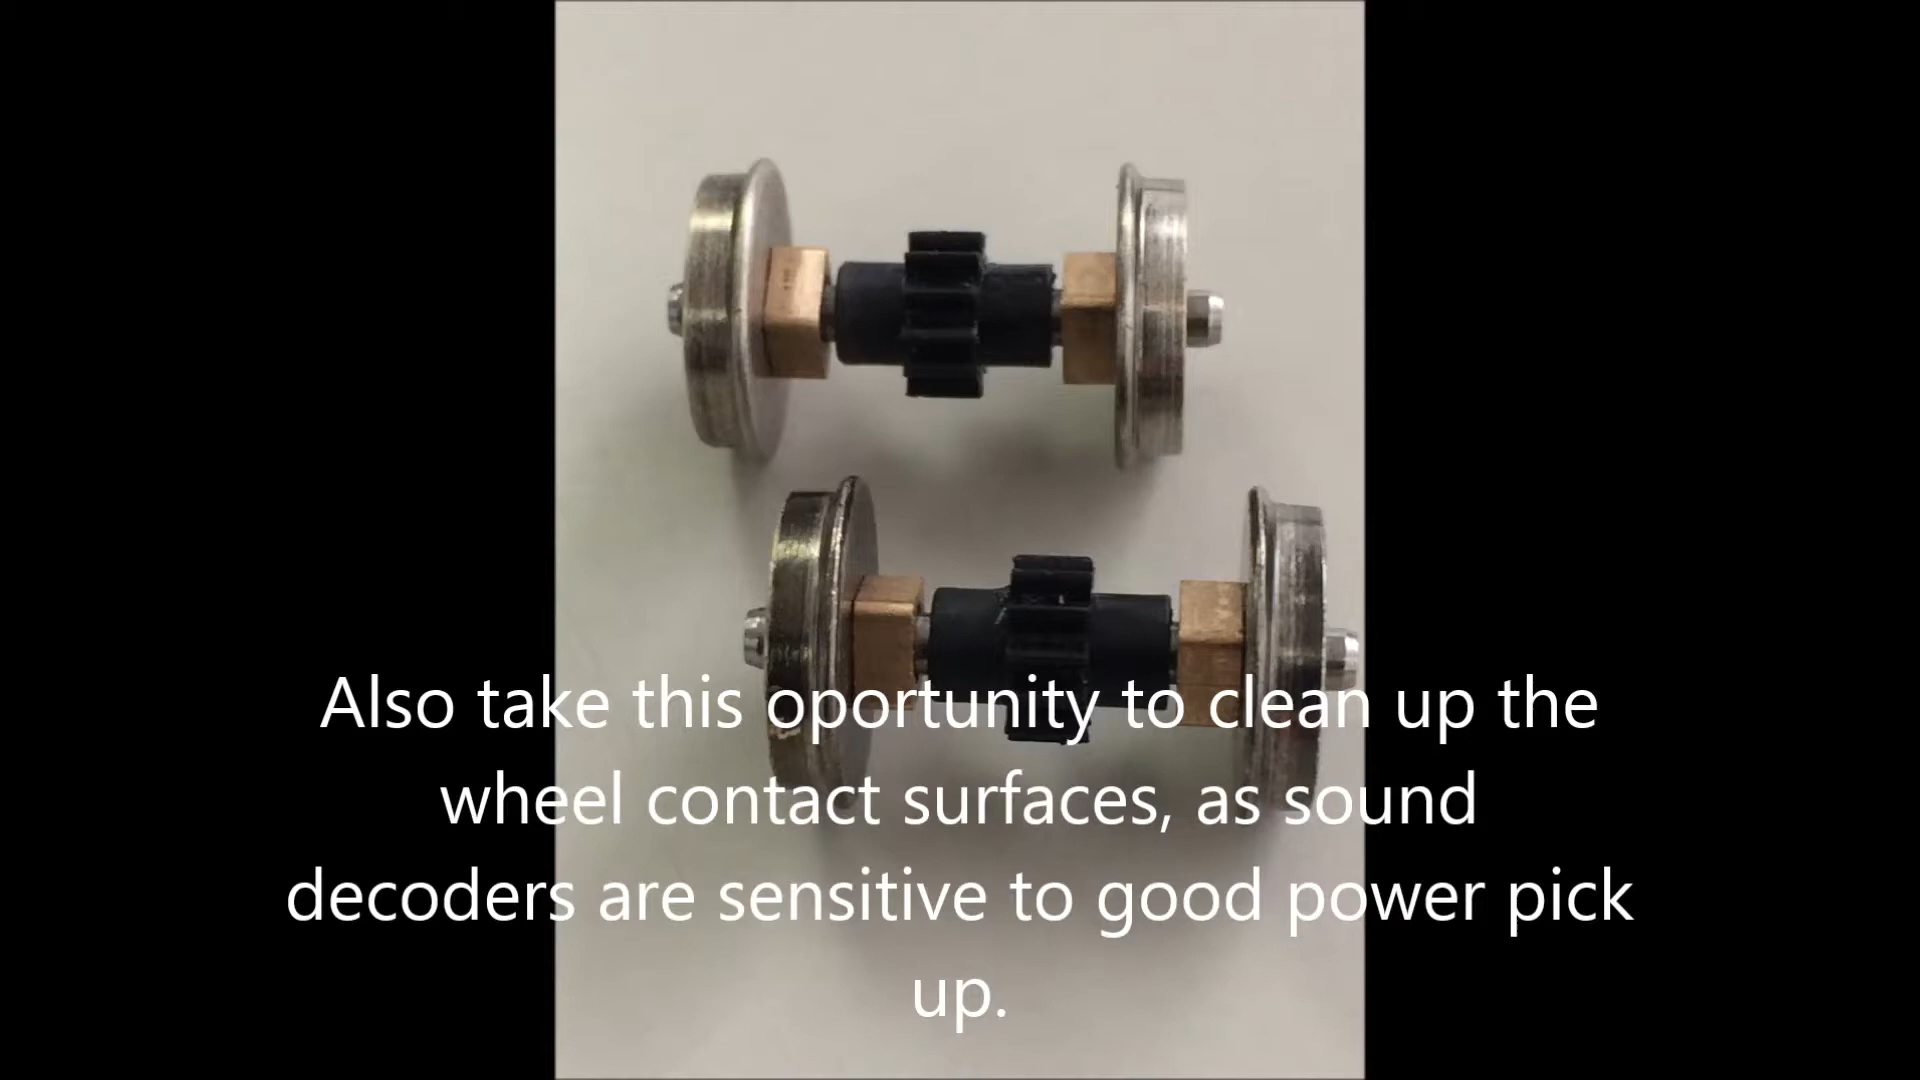 Also take this oportunity to clean up the
wheel contact surfaces, as sound
decoders are sensitive to good power pick
up.